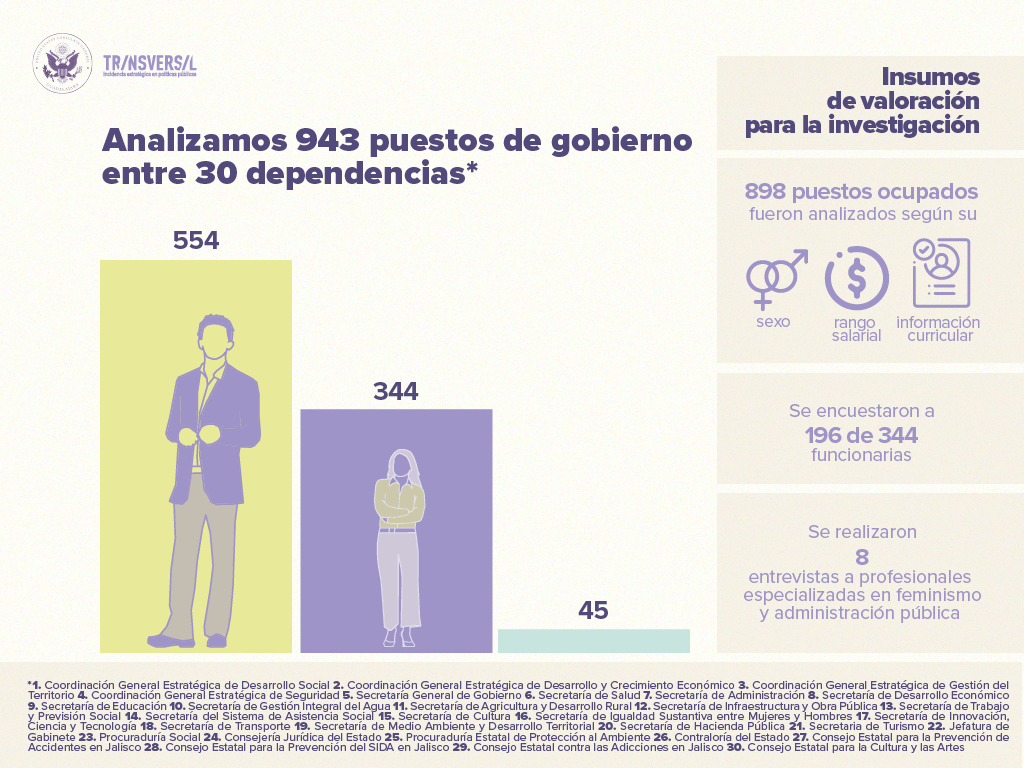 TR/NSVERS/L
Incidencia estratégica en políticas públicas
Analizamos 943 puestos de gobierno
entre 30 dependencias*
554
344
45
Insumos
de valoración
para la investigación
898 puestos ocupados
fueron analizados según su
sexo
rango
salarial
información
curricular
Se encuestaron a
196 de 344
funcionarias
Se realizaron
8
entrevistas a profesionales
especializadas en feminismo
y administración pública
*1. Coordinación General Estratégica de Desarrollo Social 2. Coordinación General Estratégica de Desarrollo y Crecimiento Económico 3. Coordinación General Estratégica de Gestión del
Territorio 4. Coordinación General Estratégica de Seguridad 5. Secretaría General de Gobierno 6. Secretaría de Salud 7. Secretaría de Administración 8. Secretaría de Desarrollo Económico
9. Secretaría de Educación 10. Secretaría de Gestión Integral del Agua 11. Secretaría de Agricultura y Desarrollo Rural 12. Secretaría de Infraestructura y Obra Pública 13. Secretaría de Trabajo
y Previsión Social 14. Secretaría del Sistema de Asistencia Social 15. Secretaría de Cultura 16. Secretaría de Igualdad Sustantiva entre Mujeres y Hombres 17. Secretaría de Innovación,
Ciencia y Tecnología 18. Secretaría de Transporte 19. Secretaría de Medio Ambiente y Desarrollo Territorial 20. Secretaría de Hacienda Pública 21. Secretaría de Turismo 22. Jefatura de
Gabinete 23. Procuraría Social 24. Consejería Jurídica del Estado 25. Procuraduría Estatal de Protección al Ambiente 26. Contraloría del Estado 27. Consejo Estatal para la Prevención de
Accidentes en Jalisco 28. Consejo Estatal para la Prevención del SIDA en Jalisco 29. Consejo Estatal contra las Adicciones en Jalisco 30. Consejo Estatal para la Cultura y las Artes